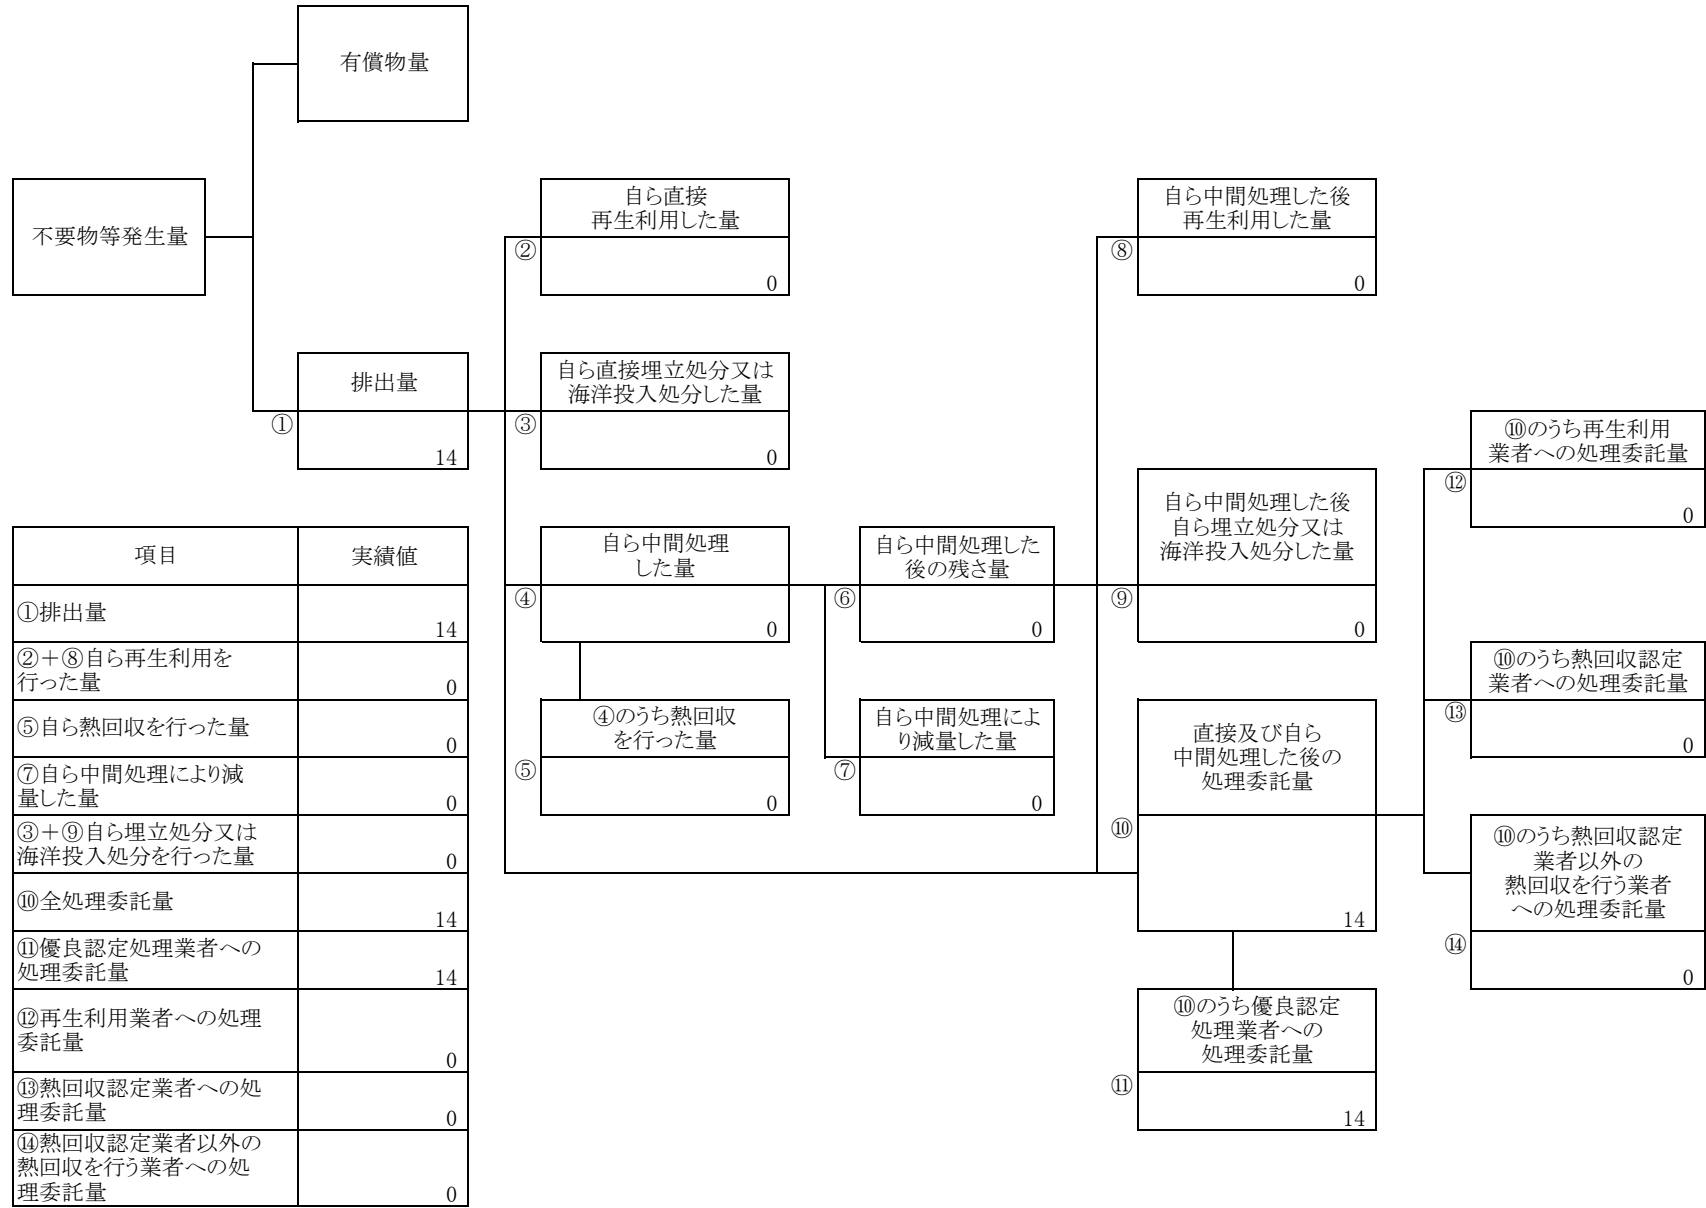 有償物量
不要物等発生量
自ら直接
再生利用した量
②
0
自ら中間処理した後
再生利用した量
⑧
0
排出量
①
14
自ら直接埋立処分又は
海洋投入処分した量
③
0
⑩のうち再生利用
業者への処理委託量
⑫
0
自ら中間処理した後
自ら埋立処分又は
海洋投入処分した量
⑨
0
自ら中間処理
した量
④
0
自ら中間処理した
後の残さ量
⑥
0
⑩のうち熱回収認定
業者への処理委託量
⑬
0
④のうち熱回収
を行った量
⑤
0
自ら中間処理によ
り減量した量
⑦
0
直接及び自ら
中間処理した後の
処理委託量
⑩
14
⑩のうち熱回収認定
業者以外の
熱回収を行う業者
への処理委託量
⑭
0
⑩のうち優良認定
処理業者への
処理委託量
⑪
14
項目 実績値
①排出量
14
②＋⑧自ら再生利用を
行った量
0
⑤自ら熱回収を行った量
0
⑦自ら中間処理により減
量した量
0
③＋⑨自ら埋立処分又は
海洋投入処分を行った量
0
⑩全処理委託量
14
⑪優良認定処理業者への
処理委託量
14
⑫再生利用業者への処理
委託量
0
⑬熱回収認定業者への処
理委託量
0
⑭熱回収認定業者以外の
熱回収を行う業者への処
理委託量
0